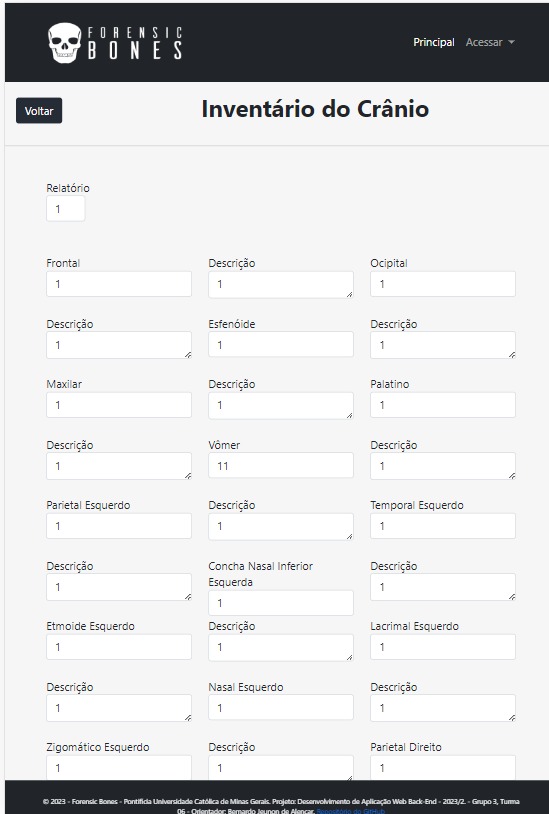 FORENSIC
BONES
Principal Acessar
Voltar
Inventário do Crânio
Relatório
1
Frontal Descrição Ocipital
1 1 1
Descrição Esfenóide Descrição
1 1 1
Maxilar Descrição Palatino
1 1 1
Descrição Vômer Descrição
1 11 1
Parietal Esquerdo Descrição Temporal Esquerdo
1 1 1
Descrição Concha Nasal Inferior Descrição
Esquerda
1 1 1
Etmoide Esquerdo Descrição Lacrimal Esquerdo
1 1 1
Descrição Nasal Esquerdo Descrição
1 1 1
Zigomático Esquerdo Descrição Parietal Direito
1 1 1
© 2023 - Forensic Bones - Pontifícia Universidade Católica de Minas Gerais. Projeto: Desenvolvimento de Aplicação Web Back-End - 2023/2. - Grupo 3, Turma
06 - Orientador: Bernardo Jeunon de Alencar. Repositório do GitHub